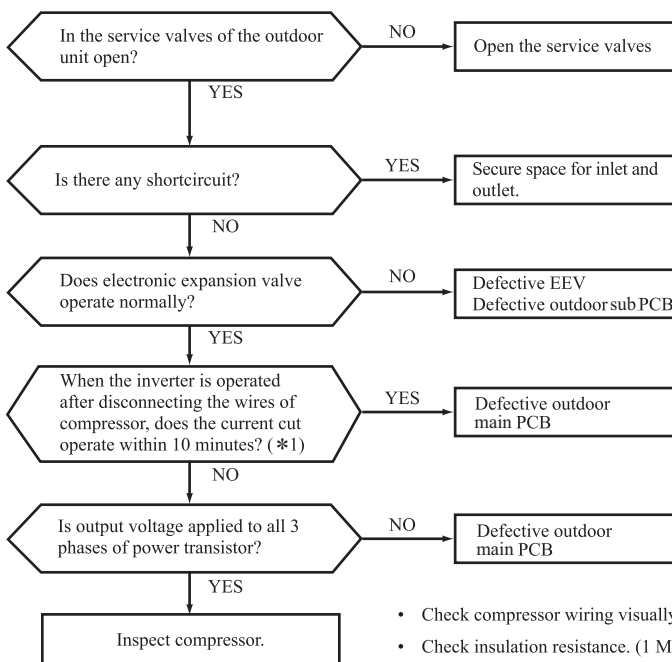 In the service valves of the outdoor
unit open?
NO
Open the service valves
YES
Is there any shortcircuit?
YES
Secure space for inlet and
outlet.
NO
Does electronic expansion valve
operate normally?
NO
Defective EEV
Defective outdoor sub PCB
YES
When the inverter is operated
after disconnecting the wires of
compressor, does the current cut
operate within 10 minutes? (*1)
YES
Defective outdoor
main PCB
NO
Is output voltage applied to all 3
phases of power transistor?
NO
Defective outdoor
main PCB
YES
Inspect compressor.
• Check compressor wiring visually
• Check insulation resistance. (1 M